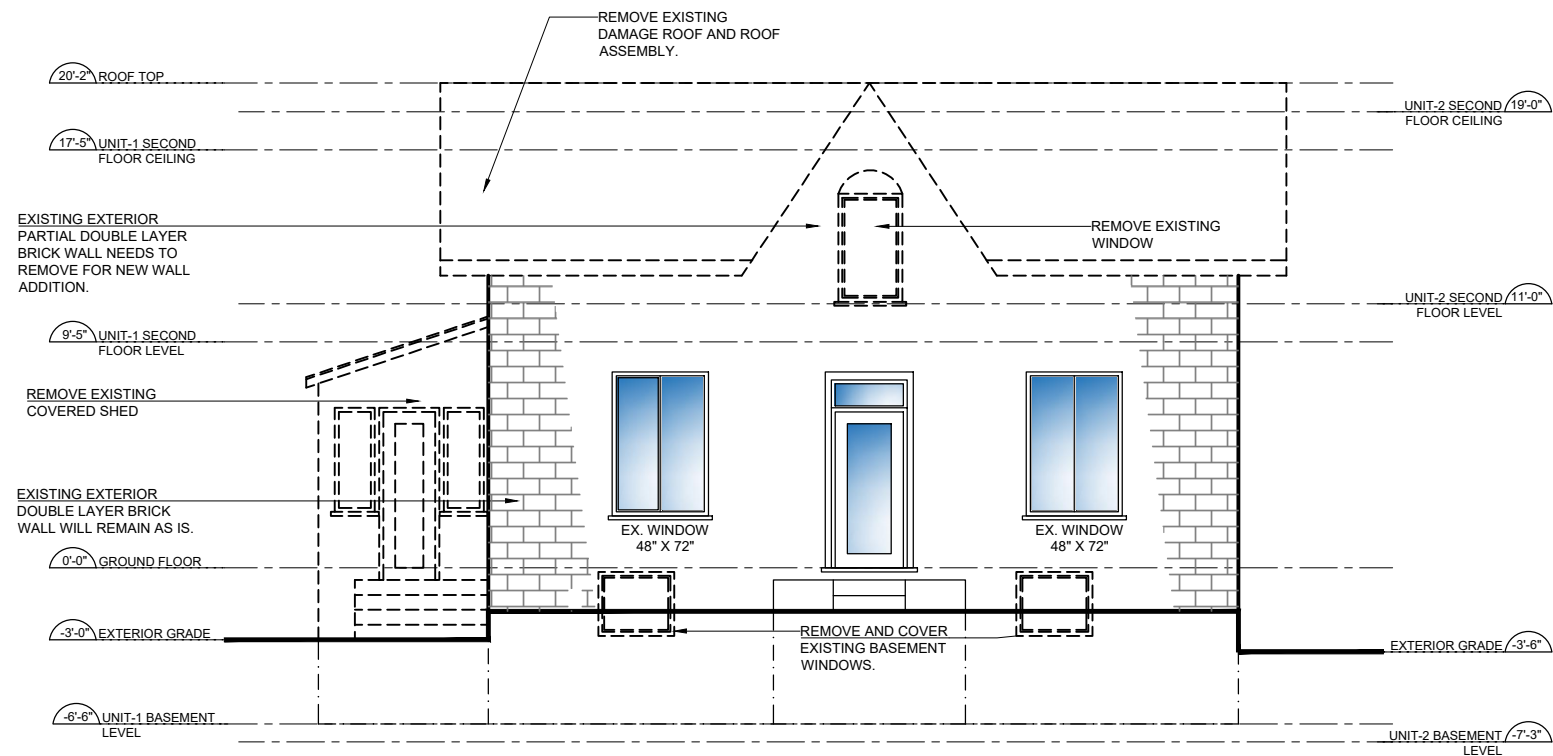 REMOVE EXISTING
DAMAGE ROOF AND ROOF
ASSEMBLY.
20'-2" ROOF TOP
UNIT-2 SECOND 19'-0"
FLOOR CEILING
17'-5" UNIT-1 SECOND
FLOOR CEILING
EXISTING EXTERIOR
PARTIAL DOUBLE LAYER
BRICK WALL NEEDS TO
REMOVE FOR NEW WALL
ADDITION.
REMOVE EXISTING
WINDOW
UNIT-2 SECOND 11'-0"
FLOOR LEVEL
9'-5" UNIT-1 SECOND
FLOOR LEVEL
REMOVE EXISTING
COVERED SHED
EXISTING EXTERIOR
DOUBLE LAYER BRICK
WALL WILL REMAIN AS IS.
EX. WINDOW
48" X 72"
EX. WINDOW
48" X 72"
0'-0" GROUND FLOOR
-3'-0" EXTERIOR GRADE
REMOVE AND COVER
EXISTING BASEMENT
WINDOWS.
EXTERIOR GRADE -3'-6"
-6'-6" UNIT-1 BASEMENT
LEVEL
UNIT-2 BASEMENT -7'-3"
LEVEL